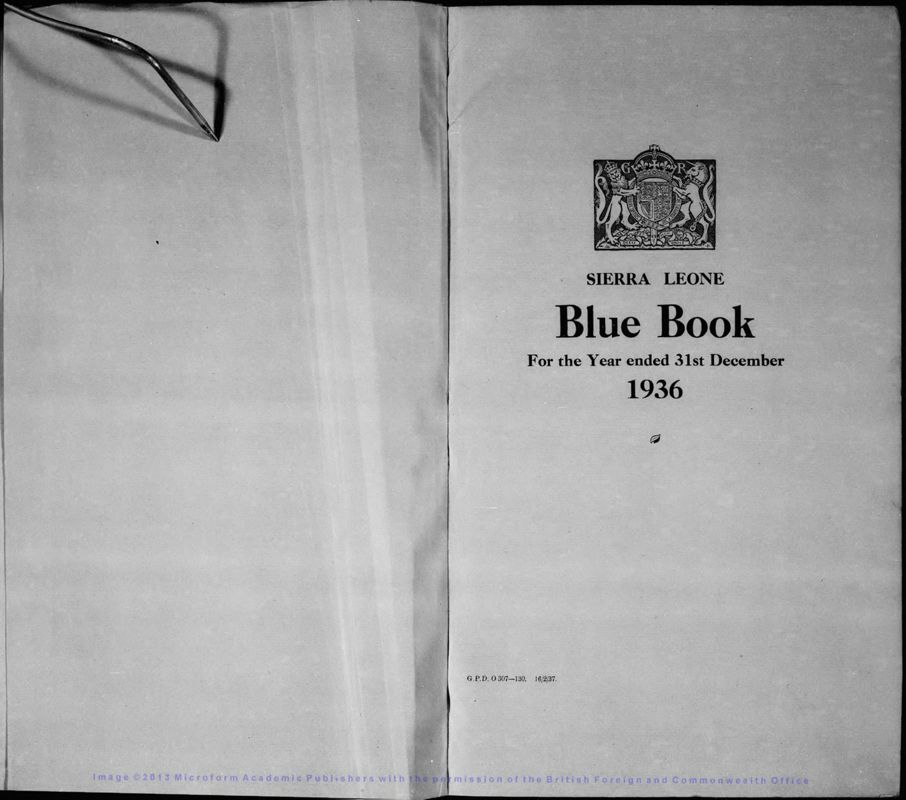 G R
SIERRA LEONE
Blue Book
For the Year ended 31st December
1936
G.P.D. O 307—130. 16/2/37.
Image ©2013 Microform Academic Publishers with the permission of the British Foreign and Commonwealth Office